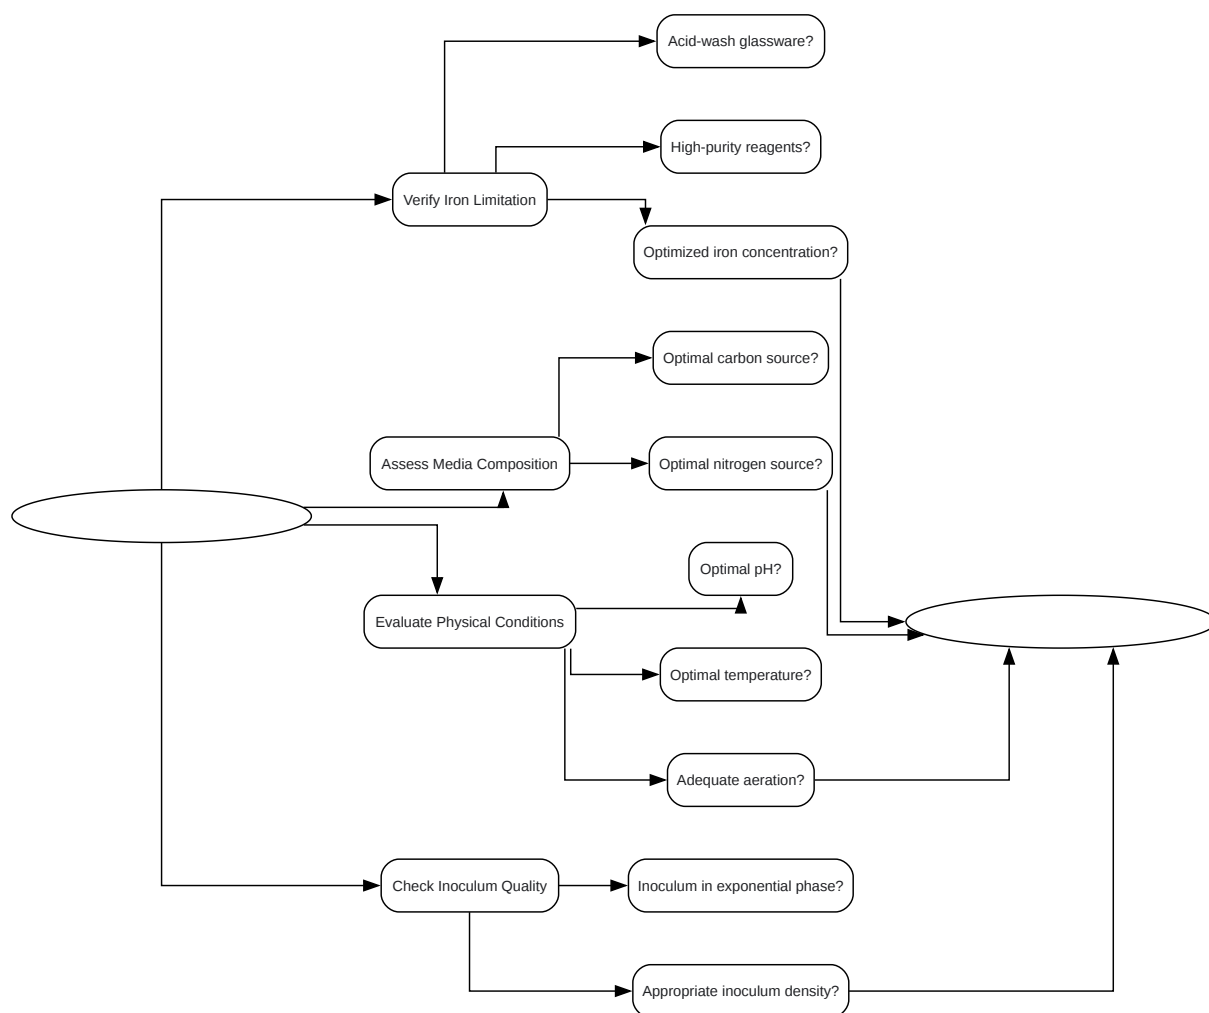 Acid-wash glassware?
High-purity reagents?
Verify Iron Limitation
Optimized iron concentration?
Optimal carbon source?
Assess Media Composition
Optimal nitrogen source?
Optimal pH?
Evaluate Physical Conditions
Optimal temperature?
Adequate aeration?
Check Inoculum Quality
Inoculum in exponential phase?
Appropriate inoculum density?